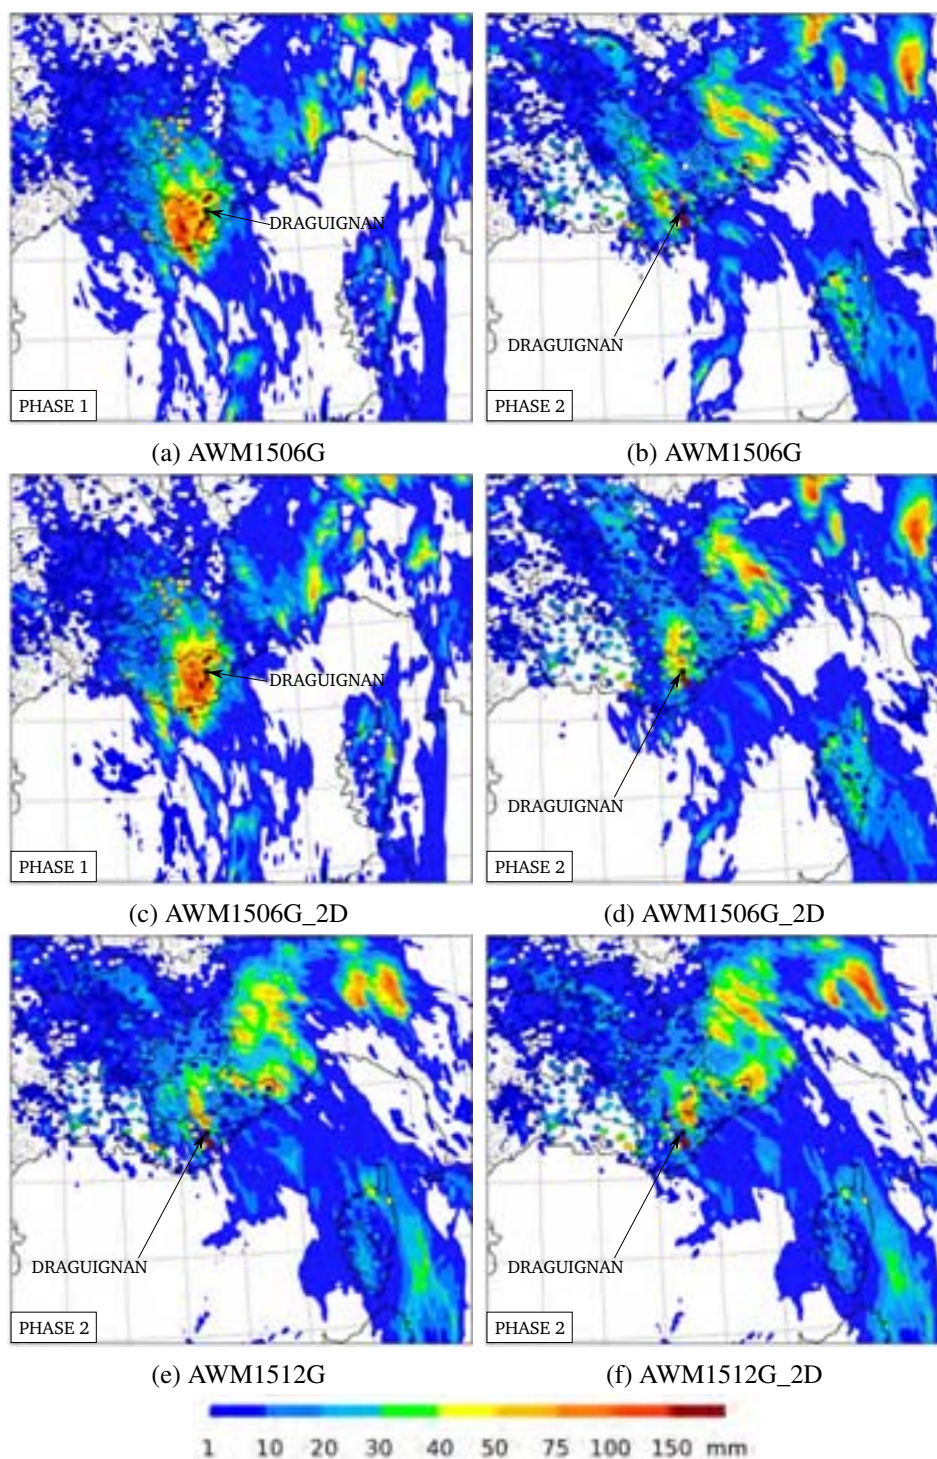 DRAGUIGNAN
PHASE 1
DRAGUIGNAN
PHASE 2
(a) AWM1506G
(b) AWM1506G
DRAGUIGNAN
PHASE 1
DRAGUIGNAN
PHASE 2
(c) AWM1506G_2D
(d) AWM1506G_2D
DRAGUIGNAN
PHASE 2
DRAGUIGNAN
PHASE 2
(e) AWM1512G
(f) AWM1512G_2D
1 10 20 30 40 50 75 100 150 mm